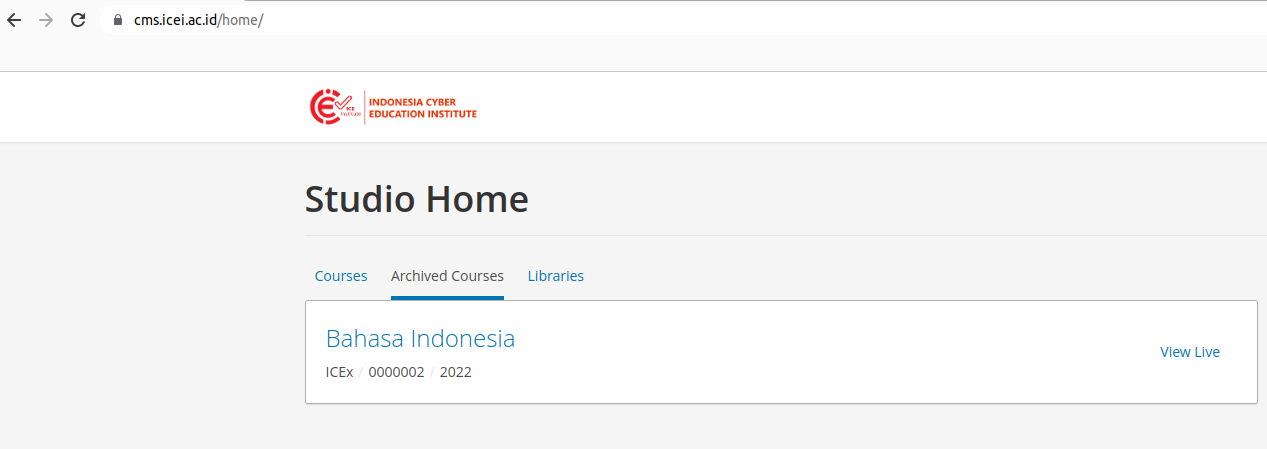 cms.icei.ac.id/home/
ICE
Institute
INDONESIA CYBER
EDUCATION INSTITUTE
Studio Home
Courses Archived Courses Libraries
Bahasa Indonesia
View Live
ICEx / 0000002 / 2022